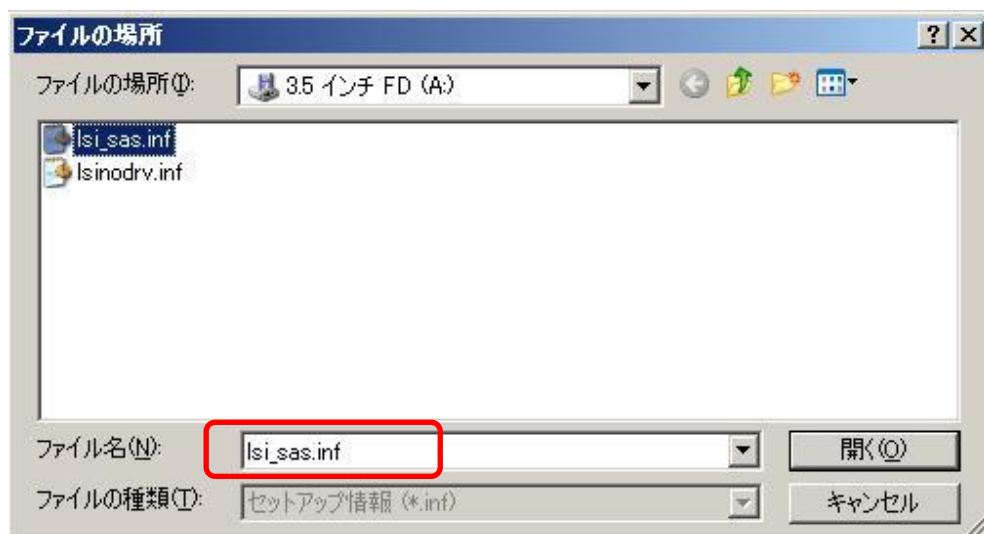 ファイルの場所
ファイルの場所(I): 3.5 インチ FD (A:)
lsi_sas.inf
lsinodrv.inf
ファイル名(N): lsi_sas.inf 開く(O)
ファイルの種類(T): セットアップ情報 (*.inf) キャンセル